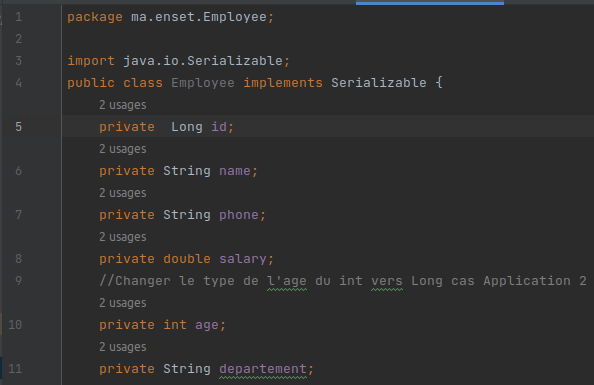 1 package ma.enset.Employee;
2
3 import java.io.Serializable;
4 public class Employee implements Serializable {
2 usages
5 private  Long id;
2 usages
6 private String name;
2 usages
7 private String phone;
2 usages
8 private double salary;
9 //Changer le type de l'age du int vers Long cas Application 2
2 usages
10 private int age;
2 usages
11 private String departement;